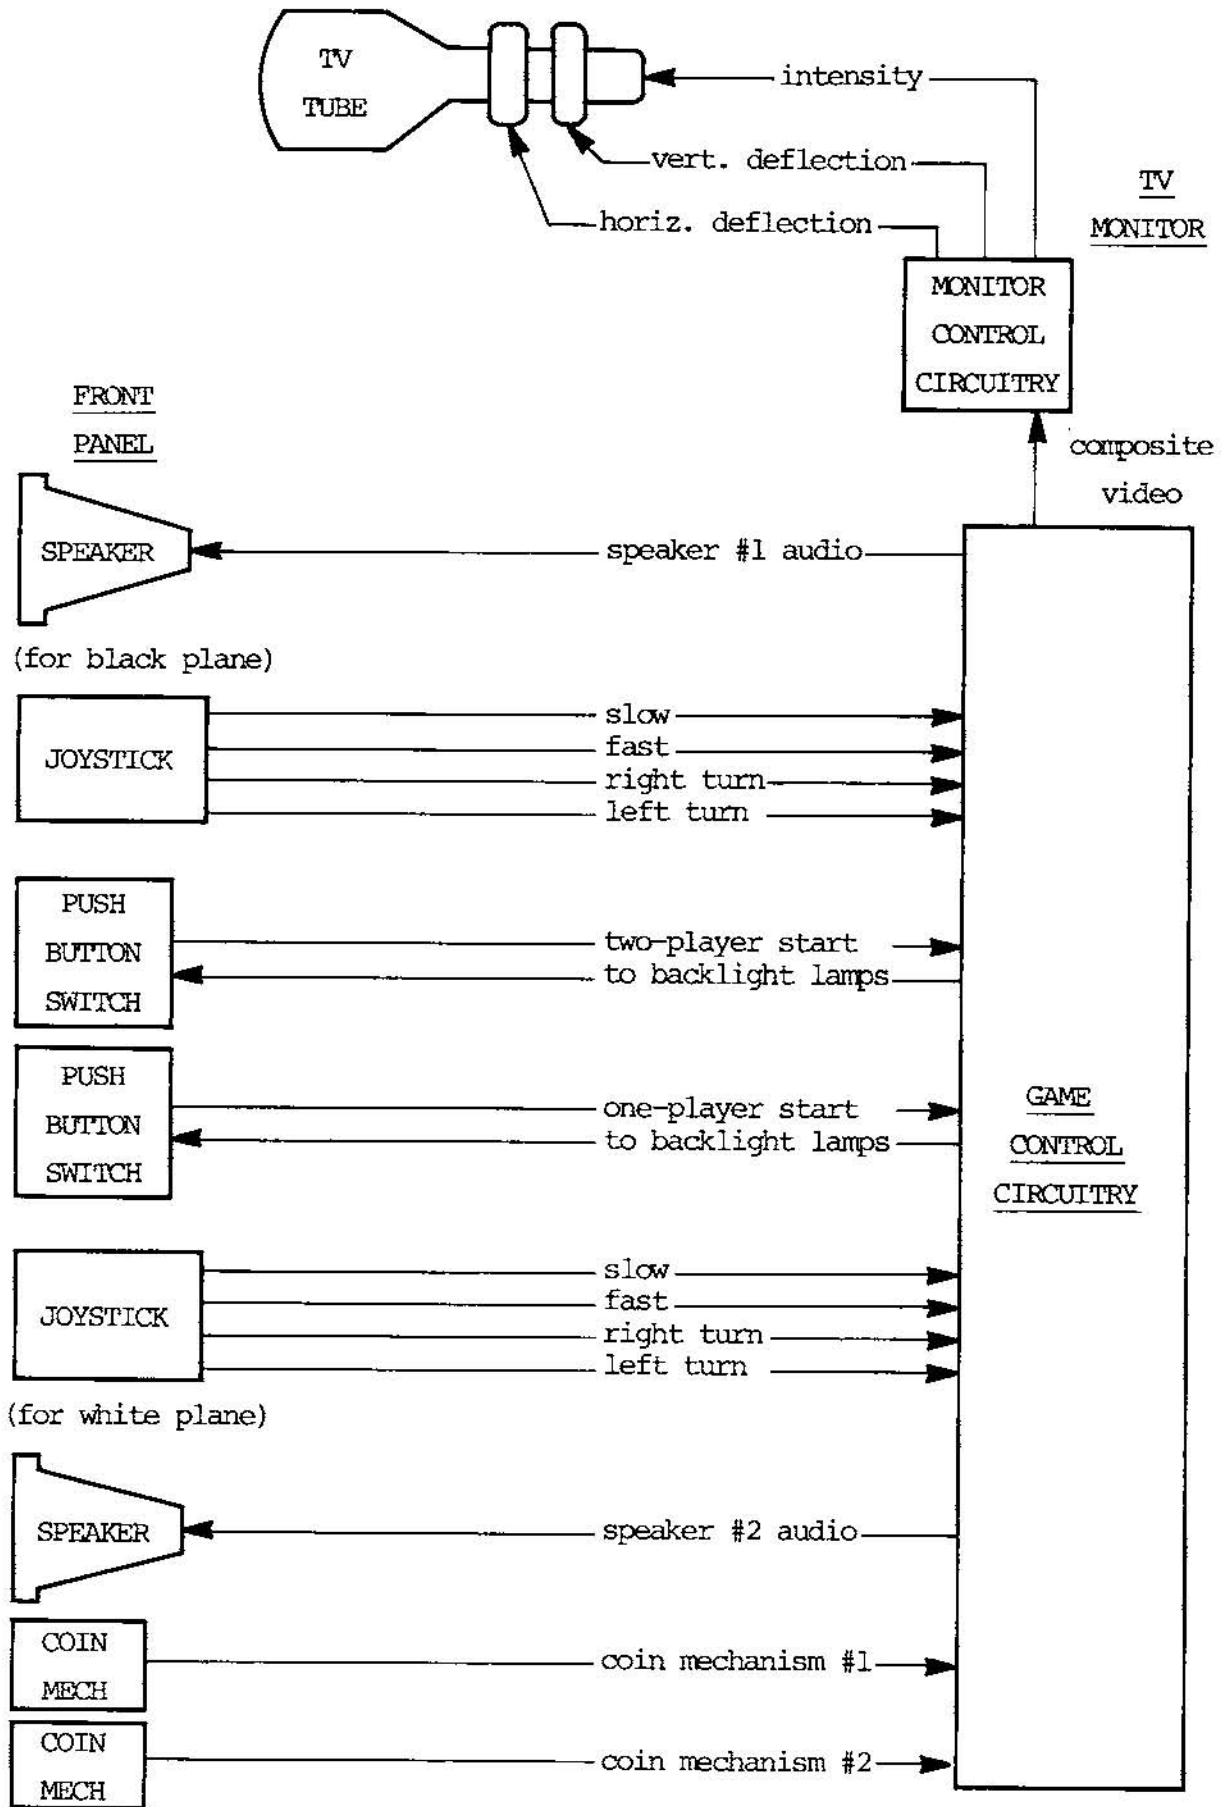 TV
TUBE
intensity
vert. deflection
horiz. deflection
TV
MONITOR
MONITOR
CONTROL
CIRCUITRY
composite
video
FRONT
PANEL
SPEAKER
speaker #1 audio
(for black plane)
JOYSTICK
slow
fast
right turn
left turn
PUSH
BUTTON
SWITCH
two-player start
to backlight lamps
PUSH
BUTTON
SWITCH
one-player start
to backlight lamps
GAME
CONTROL
CIRCUITRY
JOYSTICK
slow
fast
right turn
left turn
(for white plane)
SPEAKER
speaker #2 audio
COIN
MECH
coin mechanism #1
COIN
MECH
coin mechanism #2